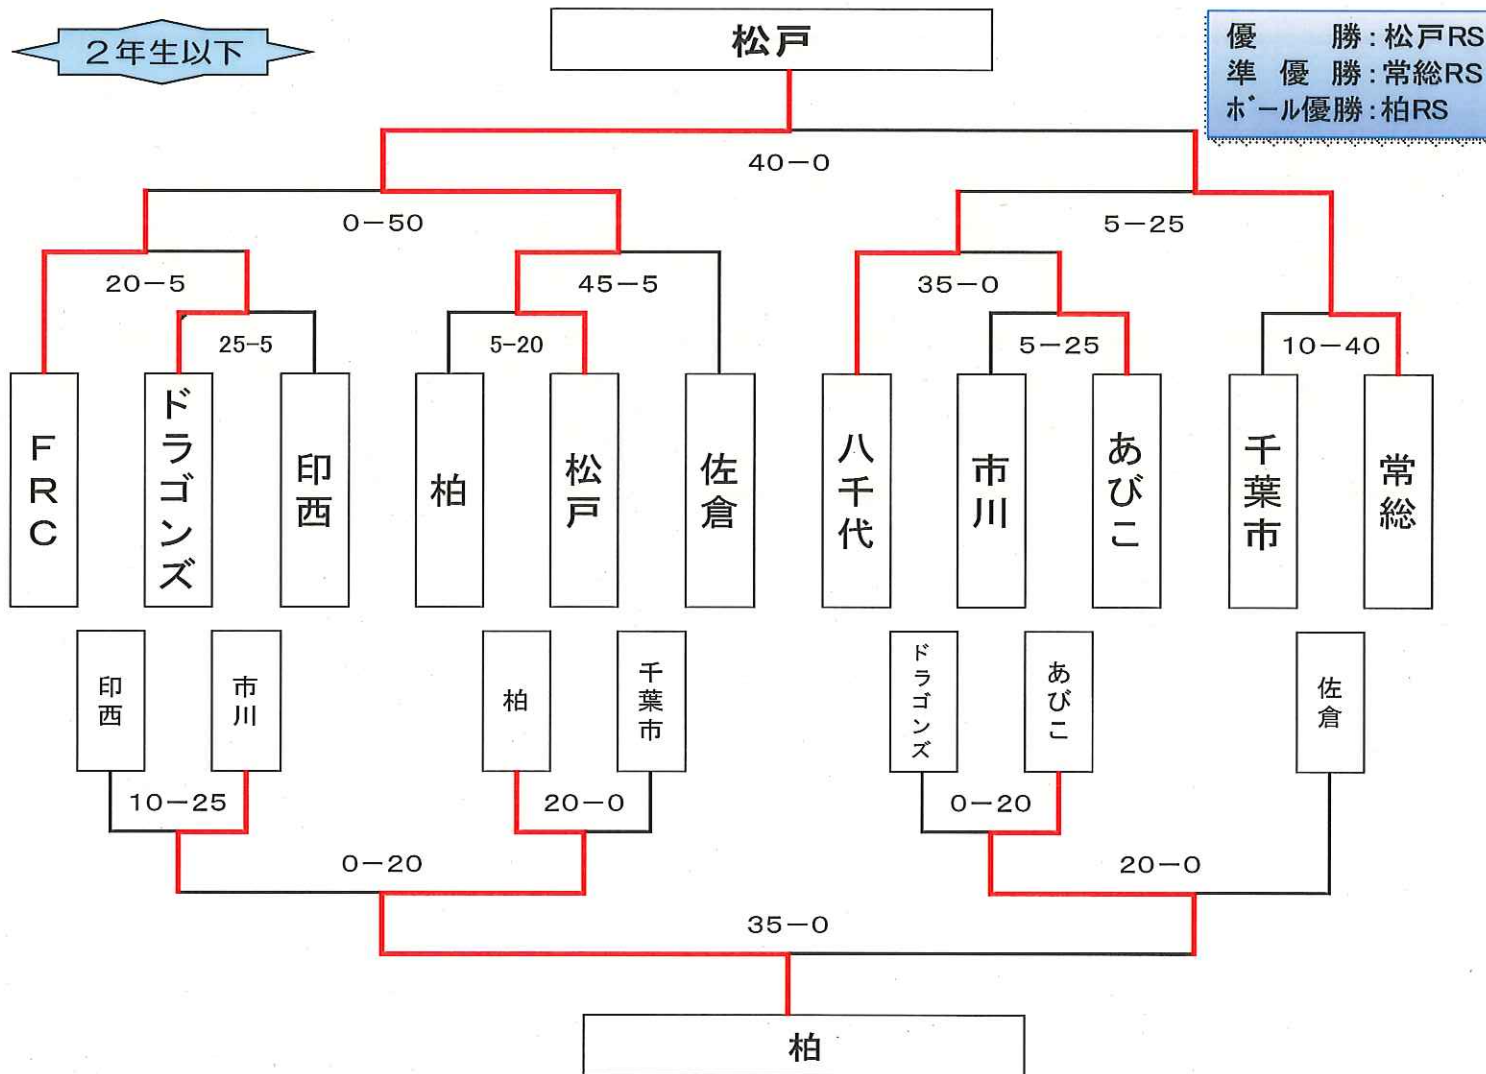 2年生以下
松戸
優勝:松戸RS
準優勝:常総RS
ボール優勝:柏RS
40-0
0-50
5-25
20-5
45-5
35-0
25-5
5-20
5-25
10-40
FRC
ドラゴンズ
印西
柏
松戸
佐倉
八千代
市川
あびこ
千葉市
常総
印西
市川
柏
千葉市
ドラゴンズ
あびこ
佐倉
10-25
20-0
0-20
0-20
20-0
35-0
柏